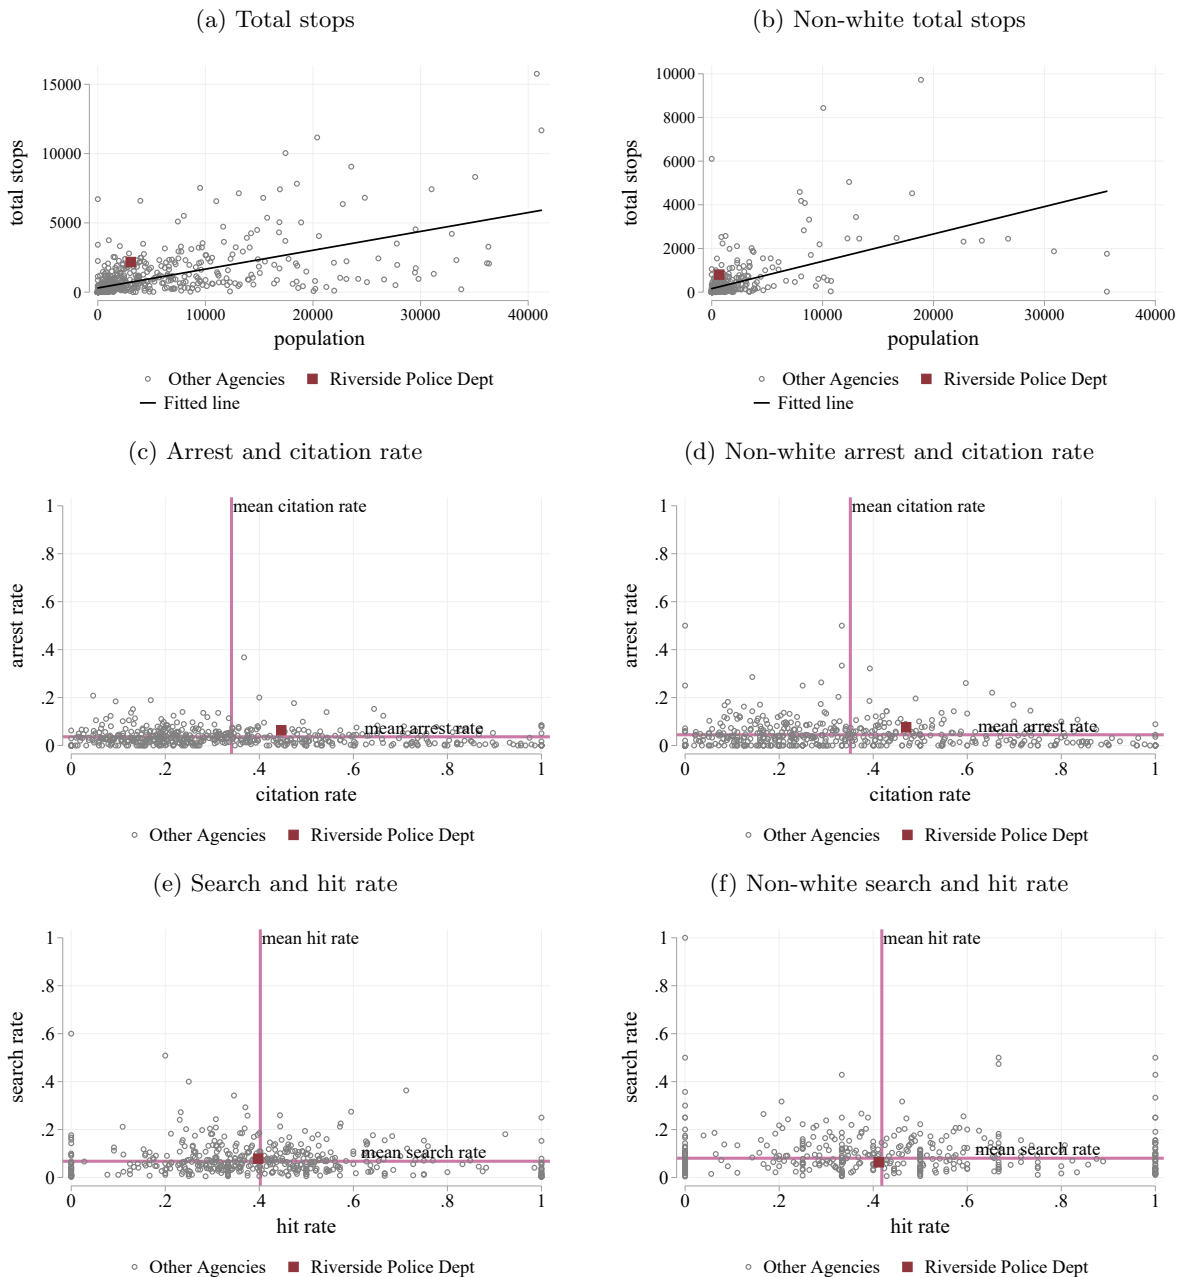 (a) Total stops
(b) Non-white total stops
total stops
15000
10000
5000
0
0 10000 20000 30000 40000
population
Other Agencies Riverside Police Dept
Fitted line
total stops
10000
8000
6000
4000
2000
0
0 10000 20000 30000 40000
population
Other Agencies Riverside Police Dept
Fitted line
(c) Arrest and citation rate
(d) Non-white arrest and citation rate
arrest rate
1
.8
.6
.4
.2
0
mean citation rate
mean arrest rate
0 .2 .4 .6 .8 1
citation rate
Other Agencies Riverside Police Dept
arrest rate
1
.8
.6
.4
.2
0
mean citation rate
mean arrest rate
0 .2 .4 .6 .8 1
citation rate
Other Agencies Riverside Police Dept
(e) Search and hit rate
(f) Non-white search and hit rate
search rate
1
.8
.6
.4
.2
0
mean hit rate
mean search rate
0 .2 .4 .6 .8 1
hit rate
Other Agencies Riverside Police Dept
search rate
1
.8
.6
.4
.2
0
mean hit rate
mean search rate
0 .2 .4 .6 .8 1
hit rate
Other Agencies Riverside Police Dept